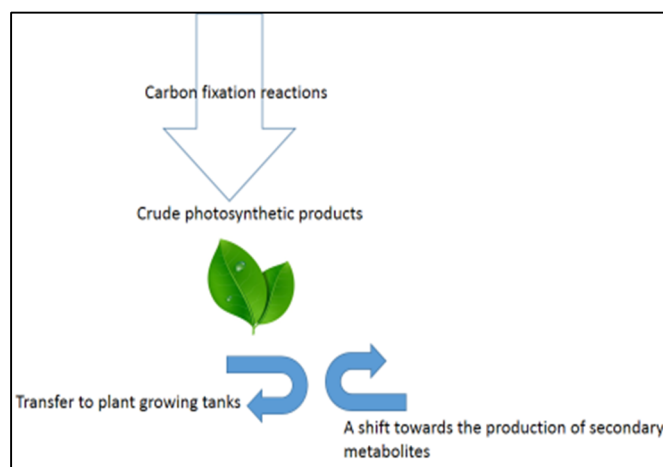 Carbon fixation reactions
Crude photosynthetic products
Transfer to plant growing tanks
A shift towards the production of secondary
metabolites